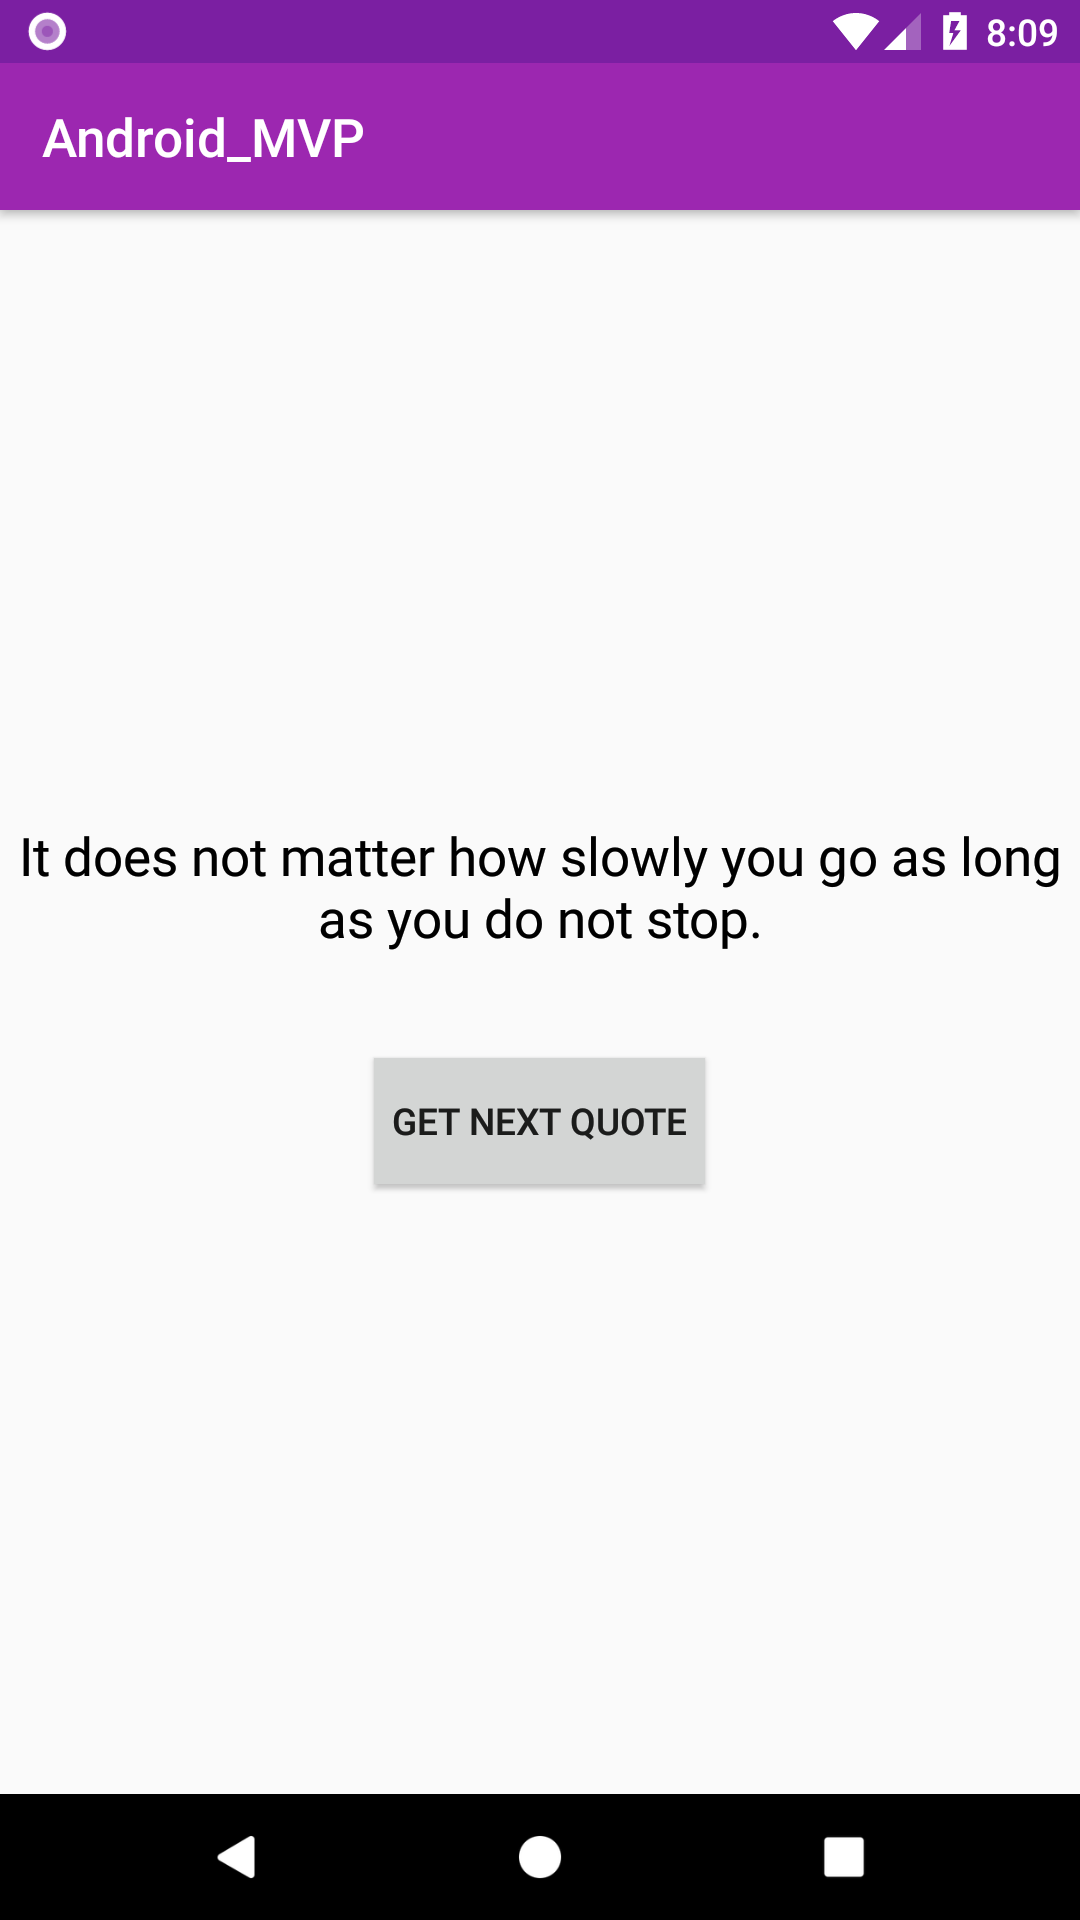 8:09
Android_MVP
It does not matter how slowly you go as long
as you do not stop.
GET NEXT QUOTE